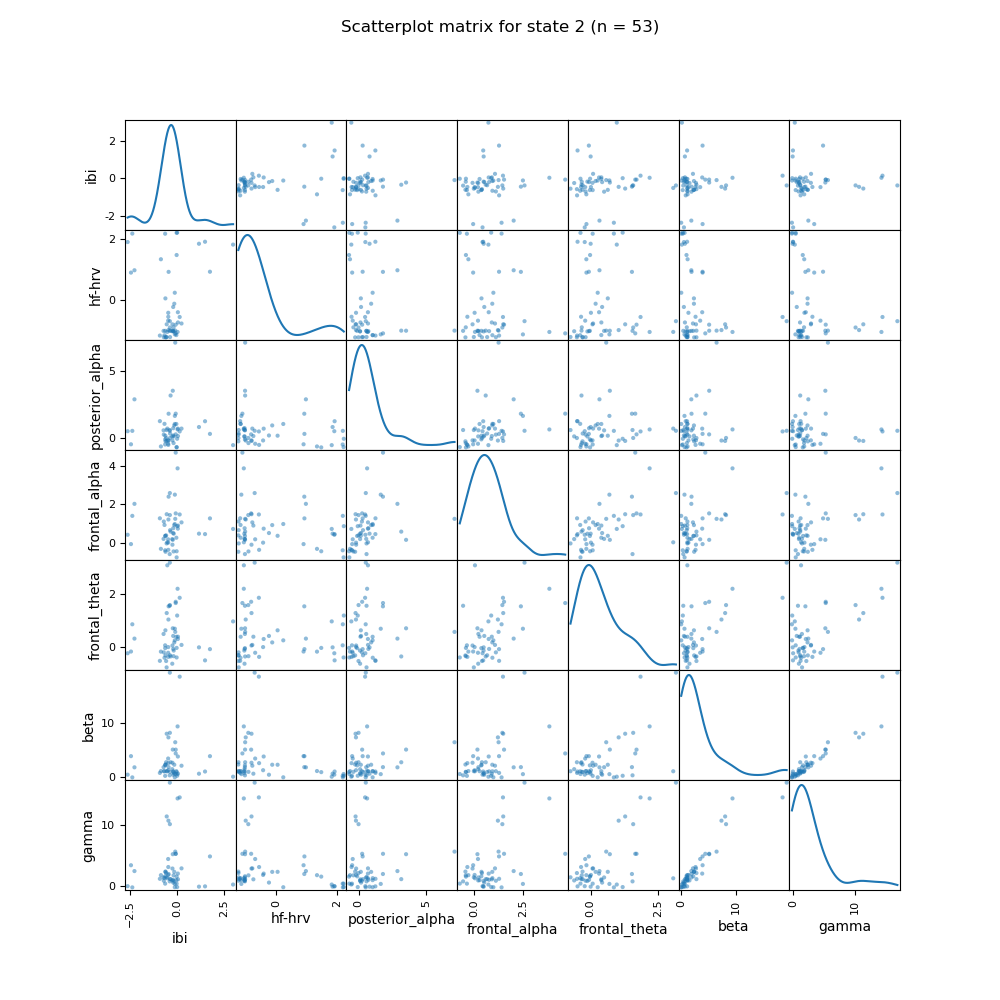 Scatterplot matrix for state 2 (n = 53)
ibi
2
0
-2
hf-hrv
2
0
posterior_alpha
5
0
frontal_alpha
4
2
0
frontal_theta
2
0
beta
10
0
gamma
10
0
−2.5 0.0 2.5 0 2 0 5 0.0 2.5 0.0 2.5 0 10 0 10
ibi hf-hrv posterior_alpha frontal_alpha frontal_theta beta gamma